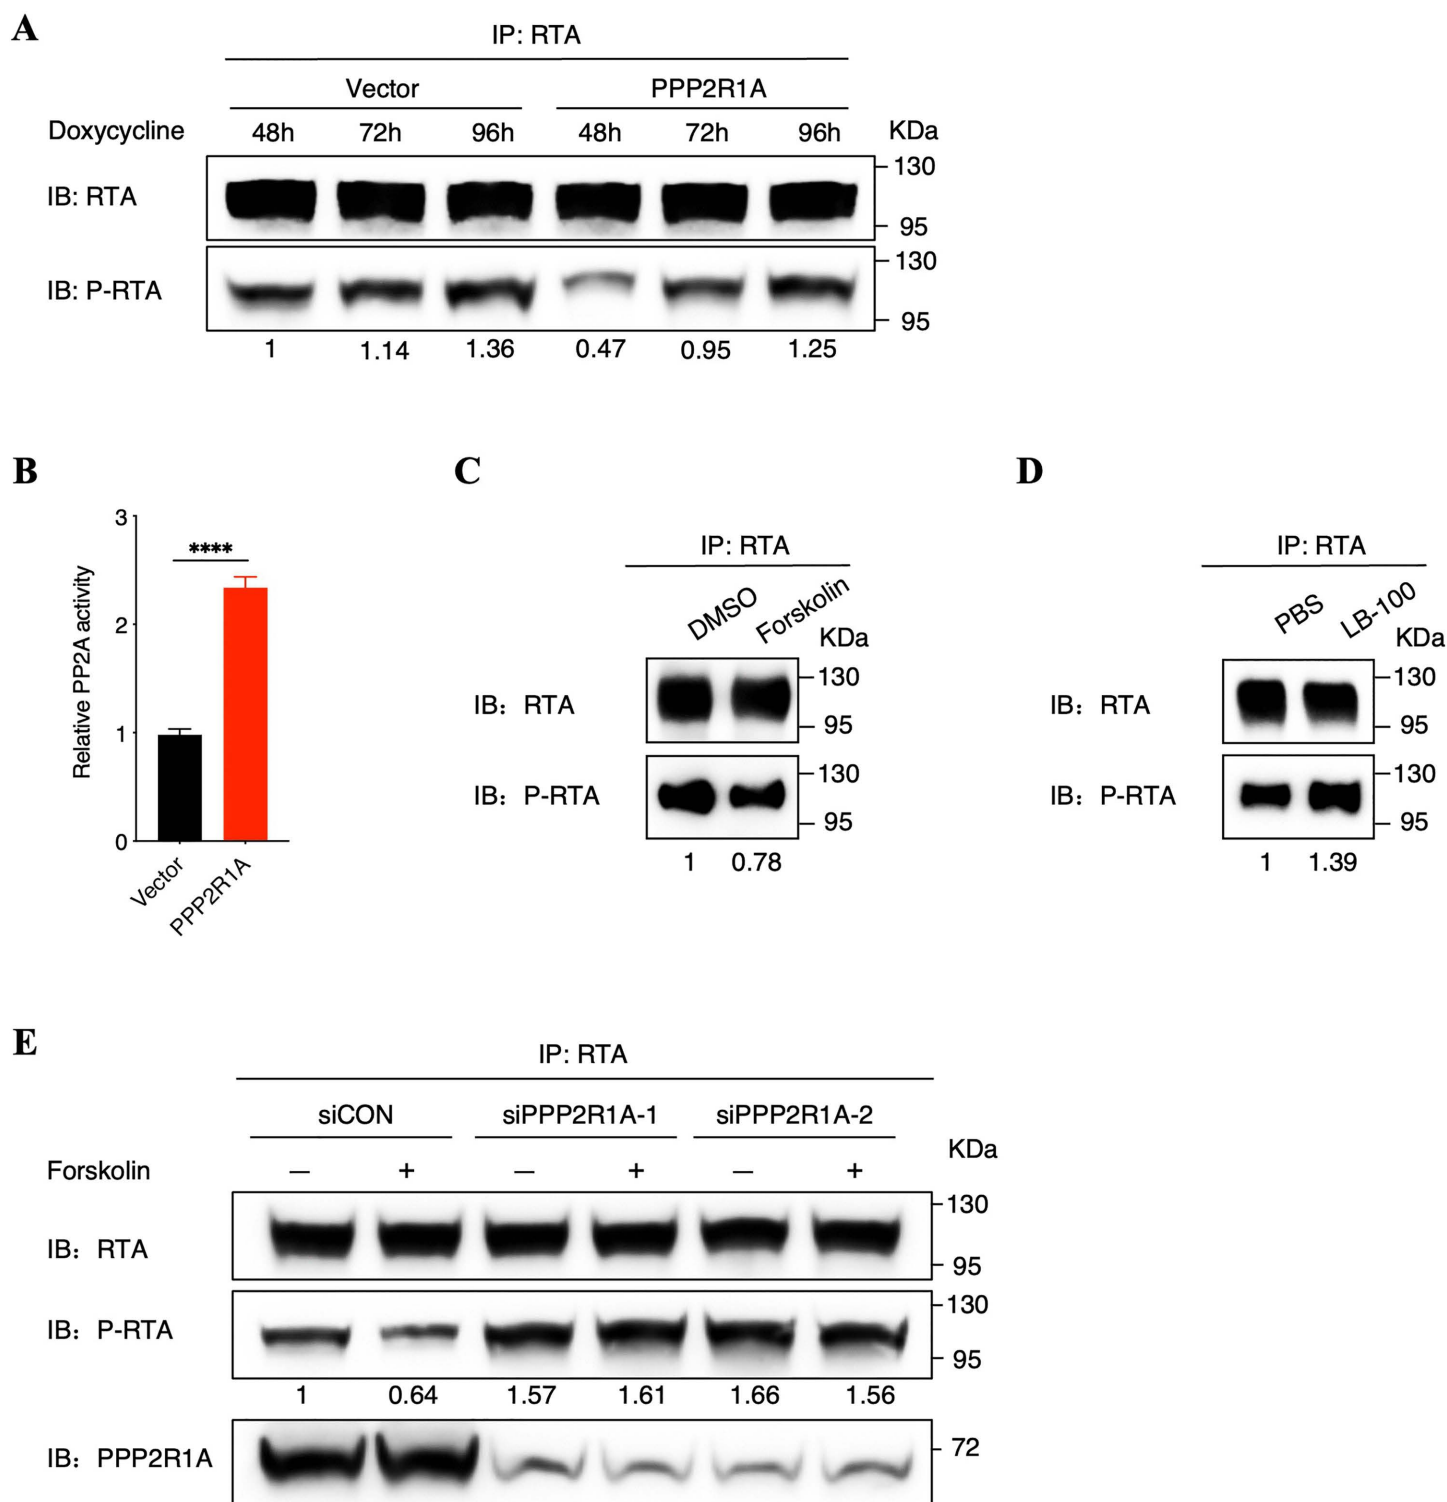 A
IP: RTA
Vector PPP2R1A
Doxycycline 48h 72h 96h 48h 72h 96h KDa
IB: RTA
130
95
IB: P-RTA
130
95
1 1.14 1.36 0.47 0.95 1.25
B
Relative PP2A activity
3
2
1
0
****
Vector
PPP2R1A
C
IP: RTA
DMSO Forskolin
KDa
IB: RTA
130
95
IB: P-RTA
130
95
1 0.78
D
IP: RTA
PBS LB-100
KDa
IB: RTA
130
95
IB: P-RTA
130
95
1 1.39
E
IP: RTA
siCON siPPP2R1A-1 siPPP2R1A-2
KDa
Forskolin — + — + — +
IB: RTA
130
95
IB: P-RTA
130
95
1 0.64 1.57 1.61 1.66 1.56
IB: PPP2R1A
72